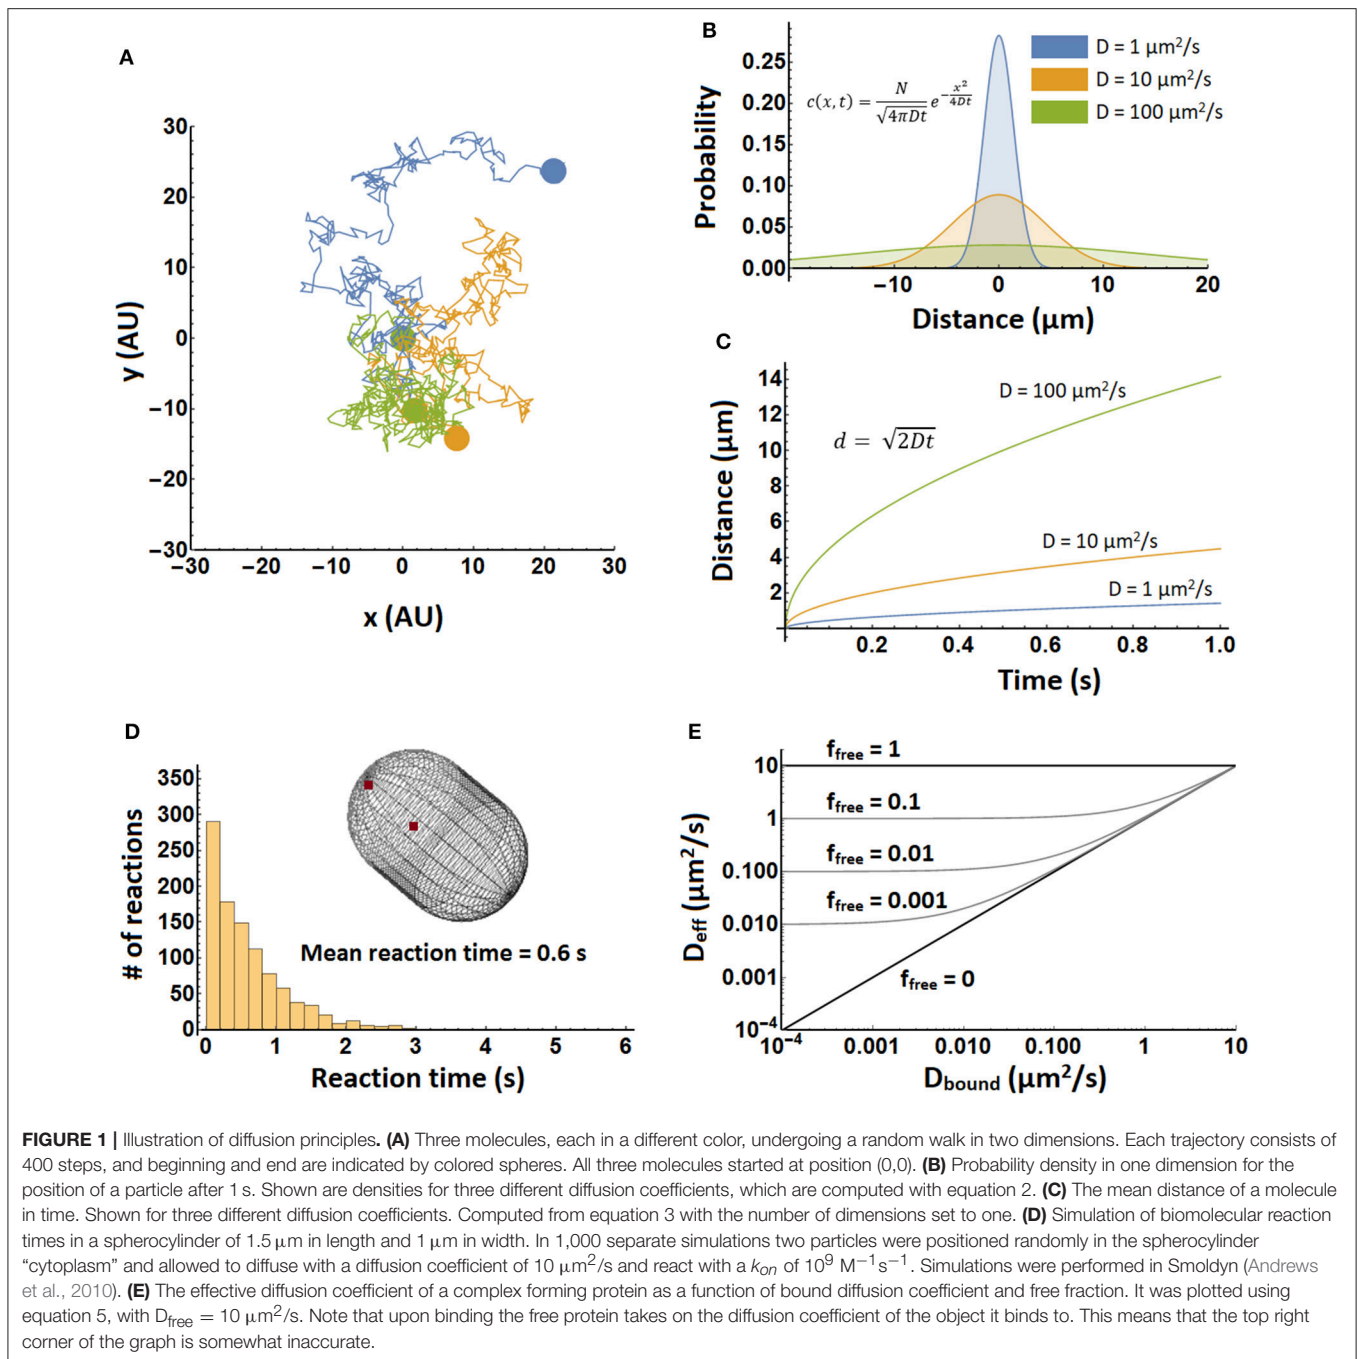 A
30
20
10
0
−10
−20
−30
y (AU)
−30 −20 −10 0 10 20 30
x (AU)
B
0.25
0.20
0.15
0.10
0.05
0.00
Probability
c(x, t) = N/√4πDt e^−x²/4Dt
D = 1 μm²/s
D = 10 μm²/s
D = 100 μm²/s
−10 0 10 20
Distance (μm)
C
14
12
10
8
6
4
2
Distance (μm)
d = √2Dt
D = 100 μm²/s
D = 10 μm²/s
D = 1 μm²/s
0.2 0.4 0.6 0.8 1.0
Time (s)
D
350
300
250
200
150
100
50
0
# of reactions
Mean reaction time = 0.6 s
0 1 2 3 4 5 6
Reaction time (s)
E
10
1
0.100
0.010
0.001
10⁻⁴
D_eff (μm²/s)
f_free = 1
f_free = 0.1
f_free = 0.01
f_free = 0.001
f_free = 0
10⁻⁴ 0.001 0.010 0.100 1 10
D_bound (μm²/s)
FIGURE 1 | Illustration of diffusion principles. (A) Three molecules, each in a different color, undergoing a random walk in two dimensions. Each trajectory consists of
400 steps, and beginning and end are indicated by colored spheres. All three molecules started at position (0,0). (B) Probability density in one dimension for the
position of a particle after 1 s. Shown are densities for three different diffusion coefficients, which are computed with equation 2. (C) The mean distance of a molecule
in time. Shown for three different diffusion coefficients. Computed from equation 3 with the number of dimensions set to one. (D) Simulation of biomolecular reaction
times in a spherocylinder of 1.5 μm in length and 1 μm in width. In 1,000 separate simulations two particles were positioned randomly in the spherocylinder
“cytoplasm” and allowed to diffuse with a diffusion coefficient of 10 μm²/s and react with a k_on of 10⁹ M⁻¹s⁻¹. Simulations were performed in Smoldyn (Andrews
et al., 2010). (E) The effective diffusion coefficient of a complex forming protein as a function of bound diffusion coefficient and free fraction. It was plotted using
equation 5, with D_free = 10 μm²/s. Note that upon binding the free protein takes on the diffusion coefficient of the object it binds to. This means that the top right
corner of the graph is somewhat inaccurate.